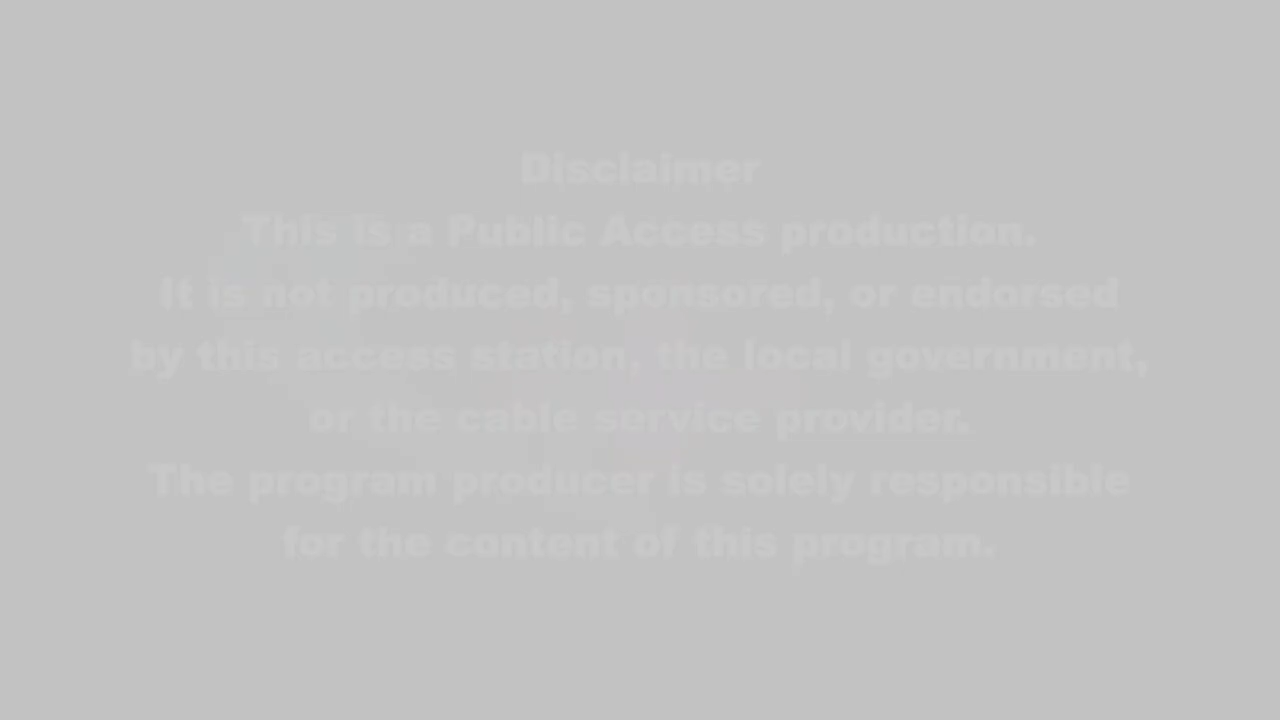 Disclaimer
This is a Public Access production.
It is not produced, sponsored, or endorsed
by this access station, the local government,
or the cable service provider.
The program producer is solely responsible
for the content of this program.